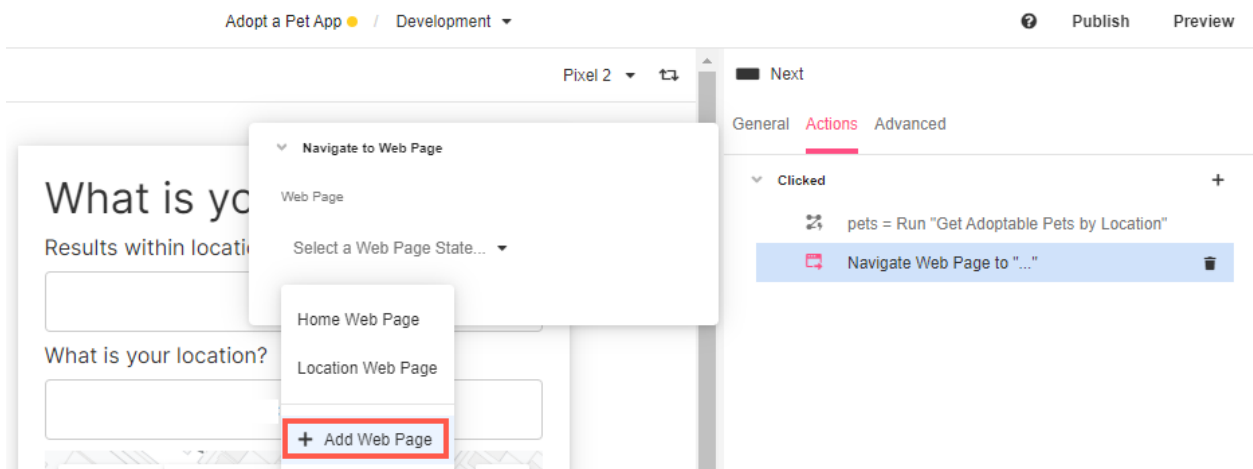 Adopt a Pet App / Development
Publish
Preview
Pixel 2
Next
General Actions Advanced
Navigate to Web Page
Clicked
Web Page
pets = Run "Get Adoptable Pets by Location"
Select a Web Page State...
Navigate Web Page to "..."
What is yo
Results within locati
Home Web Page
Location Web Page
+ Add Web Page
What is your location?